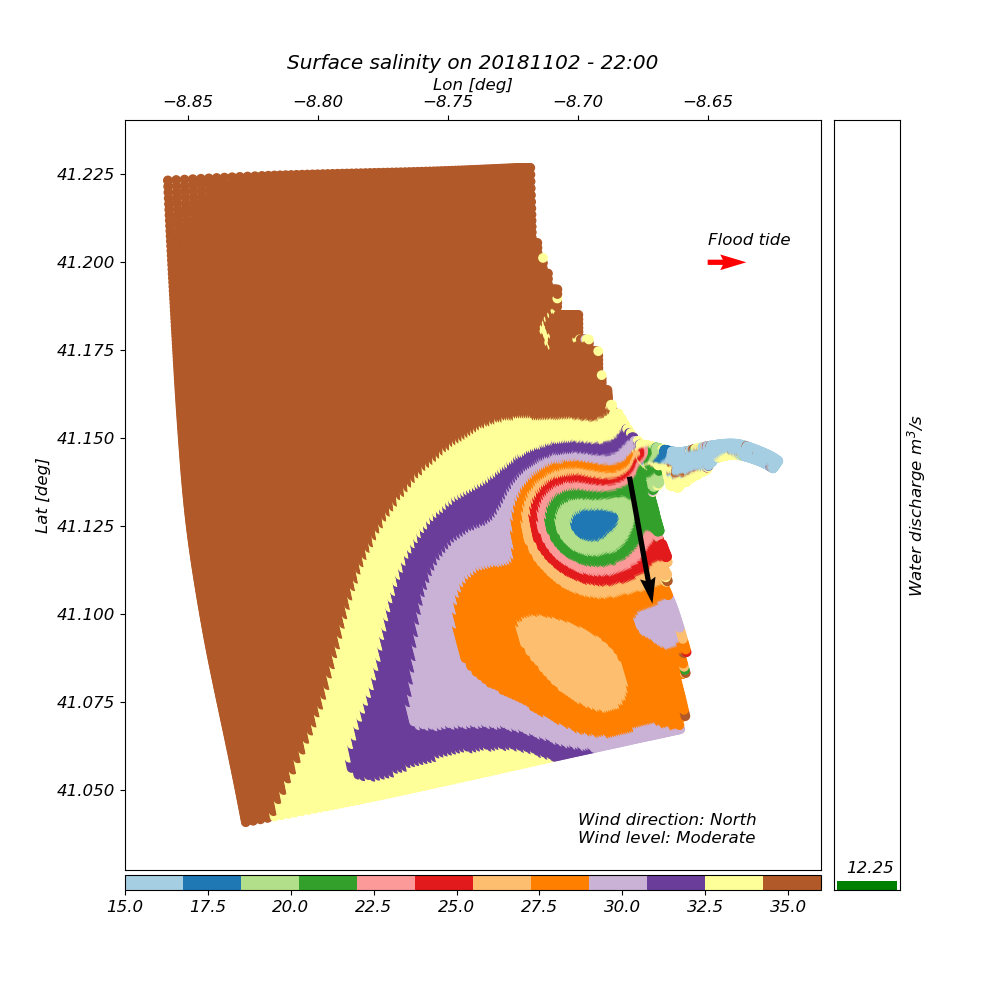 Surface salinity on 20181102 - 22:00
Lon [deg]
−8.85 −8.80 −8.75 −8.70 −8.65
41.225
41.200
41.175
41.150
41.125
41.100
41.075
41.050
Lat [deg]
Flood tide
Wind direction: North
Wind level: Moderate
15.0 17.5 20.0 22.5 25.0 27.5 30.0 32.5 35.0
Water discharge m³/s
12.25